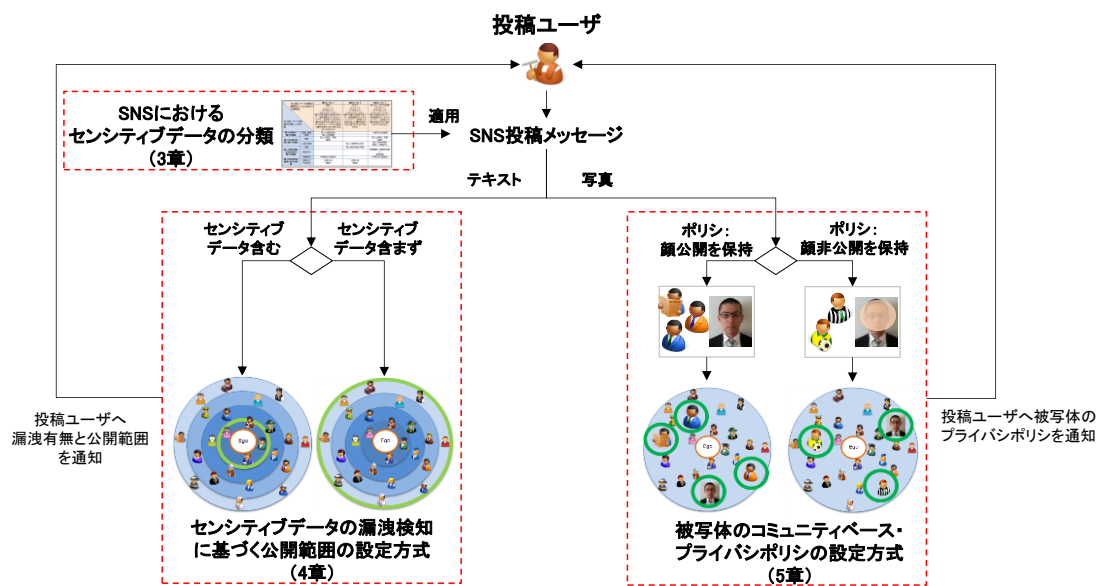 投稿ユーザ
SNSにおける
センシティブデータの分類
(3章)
適用
SNS投稿メッセージ
テキスト
写真
センシティブ
データ含む
センシティブ
データ含まず
ポリシ：
顔公開を保持
ポリシ：
顔非公開を保持
Ego
Ego
Ego
Ego
投稿ユーザへ
漏洩有無と公開範囲
を通知
投稿ユーザへ被写体の
プライバシポリシを通知
センシティブデータの漏洩検知
に基づく公開範囲の設定方式
(4章)
被写体のコミュニティベース・
プライバシポリシの設定方式
(5章)